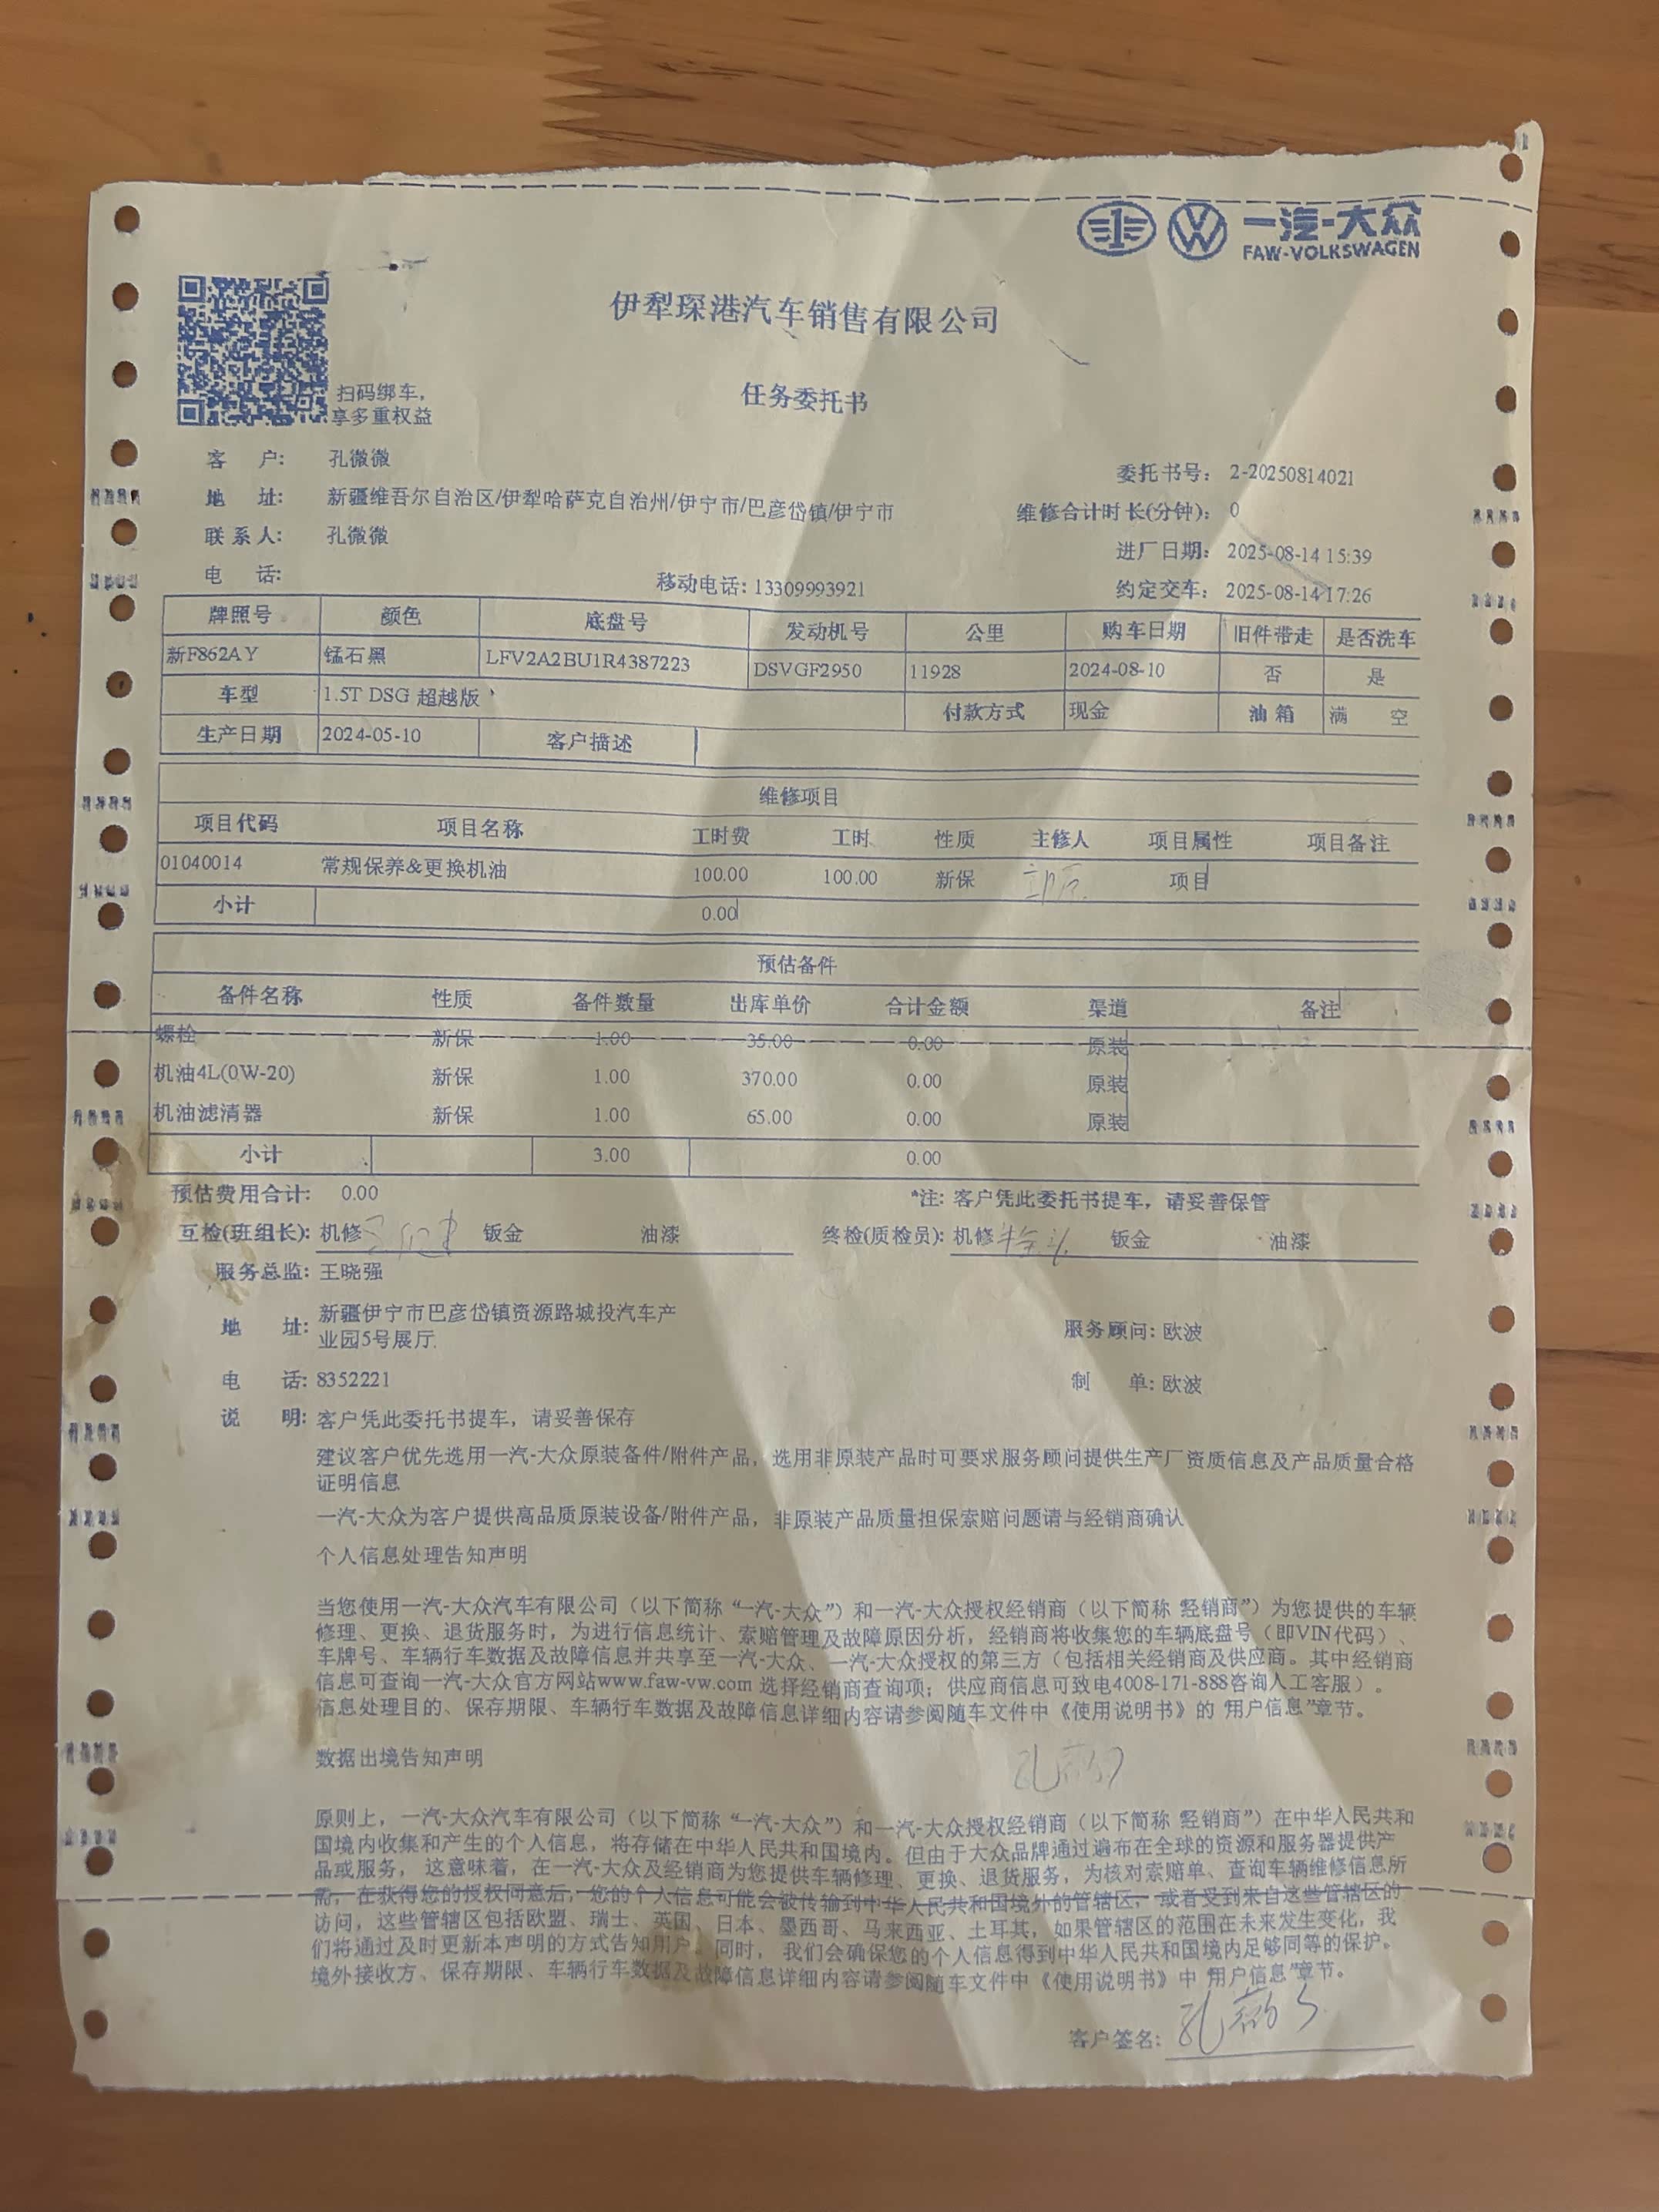 一汽-大众
FAW-VOLKSWAGEN
伊犁琛港汽车销售有限公司
扫码绑车,
享多重权益
任务委托书
客 户: 孔微微
委托书号: 2-20250814021
地 址: 新疆维吾尔自治区/伊犁哈萨克自治州/伊宁市/巴彦岱镇/伊宁市
维修合计时长(分钟): 0
联系人: 孔微微
进厂日期: 2025-08-14 15:39
电 话:
移动电话: 13309993921
约定交车: 2025-08-14 17:26
牌照号 颜色 底盘号 发动机号 公里 购车日期 旧件带走 是否洗车
新F862AY 锰石黑 LFV2A2BU1R4387223 DSVGF2950 11928 2024-08-10 否 是
车型 1.5T DSG 超越版 付款方式 现金 油箱 满 空
生产日期 2024-05-10 客户描述
维修项目
项目代码 项目名称 工时费 工时 性质 主修人 项目属性 项目备注
01040014 常规保养&更换机油 100.00 100.00 新保 项目
小计 0.00
预估备件
备件名称 性质 备件数量 出库单价 合计金额 渠道 备注
螺栓 新保 1.00 35.00 0.00 原装
机油4L(0W-20) 新保 1.00 370.00 0.00 原装
机油滤清器 新保 1.00 65.00 0.00 原装
小计 3.00 0.00
预估费用合计: 0.00
*注: 客户凭此委托书提车，请妥善保管
互检(班组长): 机修 钣金 油漆 终检(质检员): 机修 钣金 油漆
服务总监: 王晓强
地 址: 新疆伊宁市巴彦岱镇资源路城投汽车产
业园5号展厅
服务顾问: 欧波
电 话: 8352221
制 单: 欧波
说 明: 客户凭此委托书提车，请妥善保存
建议客户优先选用一汽-大众原装备件/附件产品，选用非原装产品时可要求服务顾问提供生产厂资质信息及产品质量合格
证明信息
一汽-大众为客户提供高品质原装设备/附件产品，非原装产品质量担保索赔问题请与经销商确认
个人信息处理告知声明
当您使用一汽-大众汽车有限公司（以下简称“一汽-大众”）和一汽-大众授权经销商（以下简称“经销商”）为您提供的车辆
修理、更换、退货服务时，为进行信息统计、索赔管理及故障原因分析，经销商将收集您的车辆底盘号（即VIN代码）、
车牌号、车辆行车数据及故障信息并共享至一汽-大众、一汽-大众授权的第三方（包括相关经销商及供应商。其中经销商
信息可查询一汽-大众官方网站www.faw-vw.com 选择经销商查询项；供应商信息可致电4008-171-888咨询人工客服）。
信息处理目的、保存期限、车辆行车数据及故障信息详细内容请参阅随车文件中《使用说明书》的“用户信息”章节。
数据出境告知声明
原则上，一汽-大众汽车有限公司（以下简称“一汽-大众”）和一汽-大众授权经销商（以下简称“经销商”）在中华人民共和
国境内收集和产生的个人信息，将存储在中华人民共和国境内。但由于大众品牌通过遍布在全球的资源和服务器提供产
品或服务，这意味着，在一汽-大众及经销商为您提供车辆修理、更换、退货服务，为核对索赔单、查询车辆维修信息所
需，在获得您的授权同意后，您的个人信息可能会被传输到中华人民共和国境外的管辖区，或者受到来自这些管辖区的
访问，这些管辖区包括欧盟、瑞士、英国、日本、墨西哥、马来西亚、土耳其，如果管辖区的范围在未来发生变化，我
们将通过及时更新本声明的方式告知用户。同时，我们会确保您的个人信息得到中华人民共和国境内足够同等的保护。
境外接收方、保存期限、车辆行车数据及故障信息详细内容请参阅随车文件中《使用说明书》中“用户信息”章节。
客户签名: